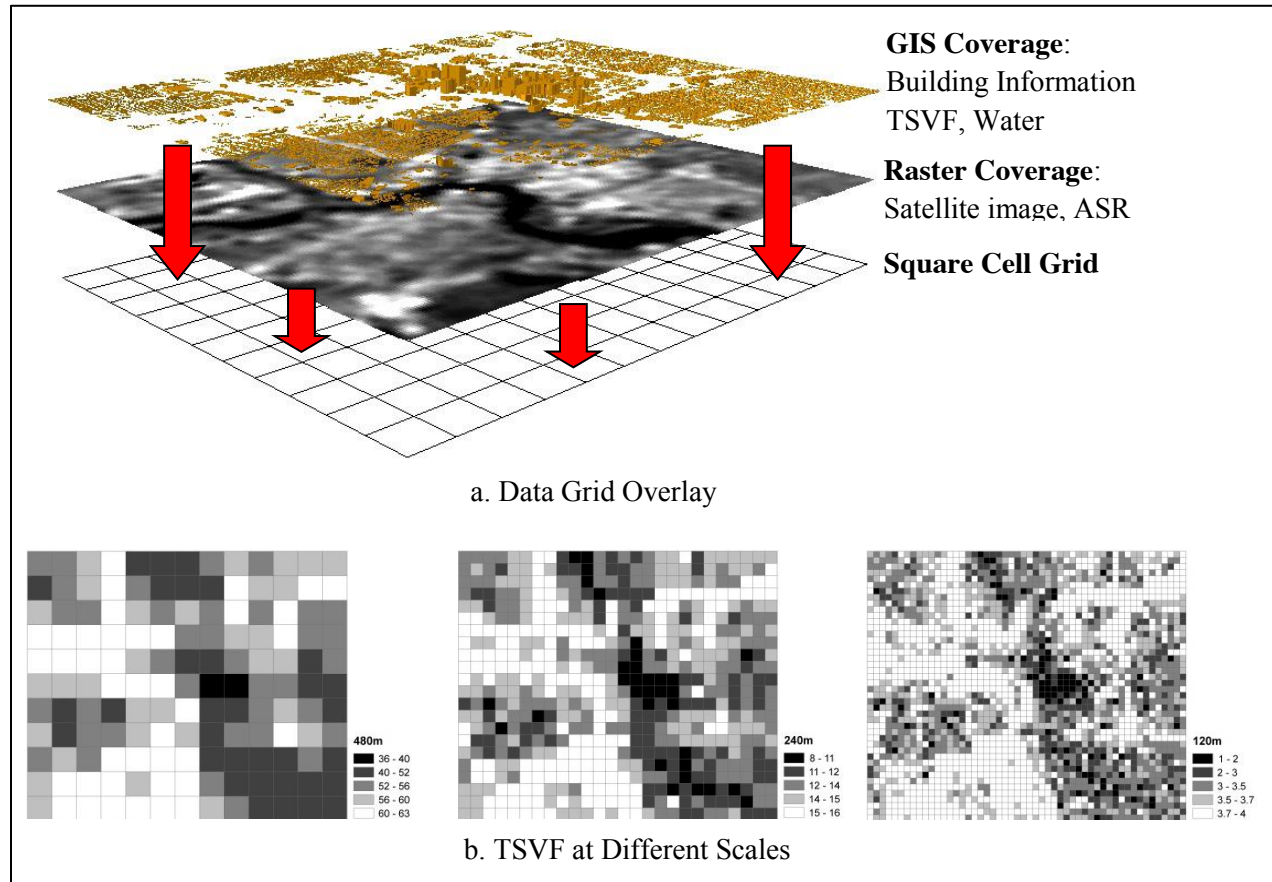 GIS Coverage:
Building Information
TSVF, Water
Raster Coverage:
Satellite image, ASR
Square Cell Grid
a. Data Grid Overlay
480m
36 - 40
40 - 52
52 - 56
56 - 60
60 - 63
240m
8 - 11
11 - 12
12 - 14
14 - 15
15 - 16
120m
1 - 2
2 - 3
3 - 3.5
3.5 - 3.7
3.7 - 4
b. TSVF at Different Scales